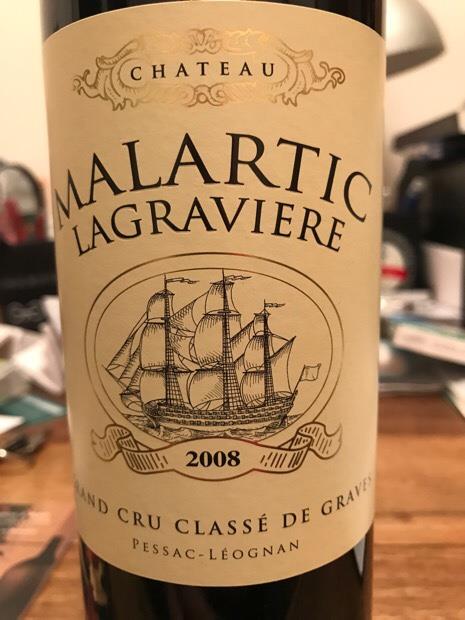 CHATEAU
MALARTIC
LAGRAVIERE
2008
GRAND CRU CLASSÉ DE GRAVES
PESSAC-LÉOGNAN